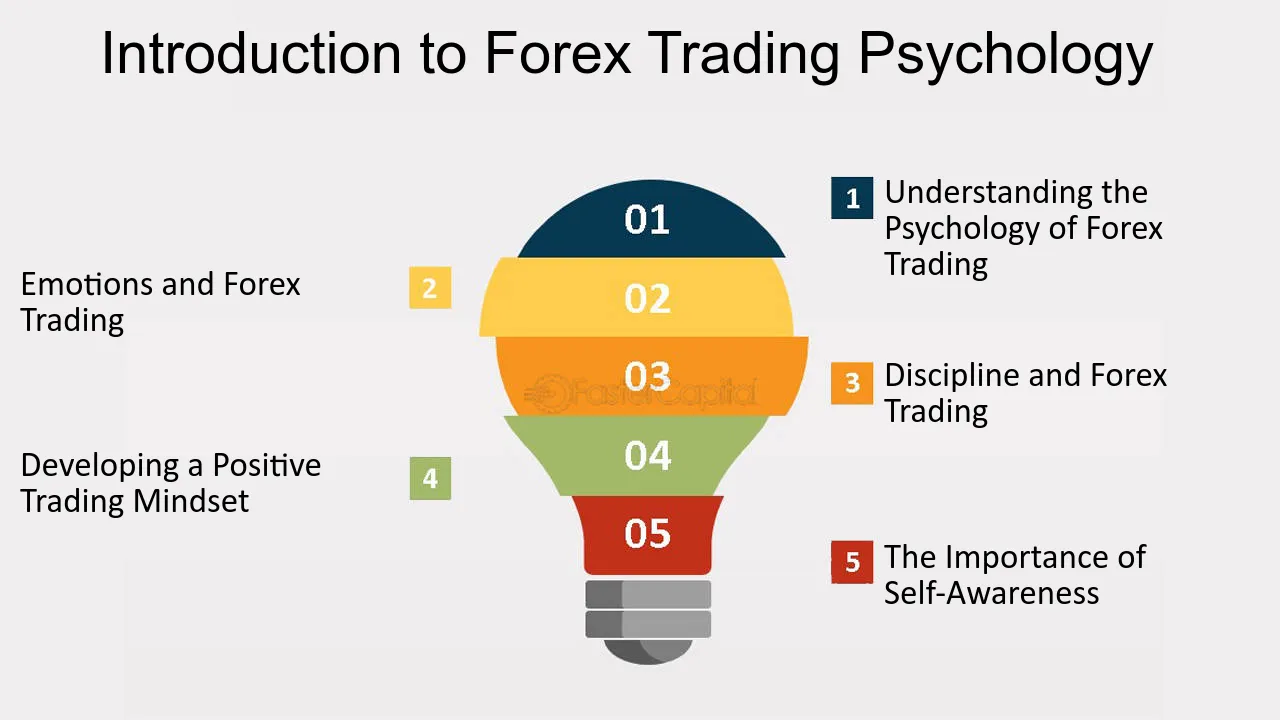 Introduction to Forex Trading Psychology
01
02
03
FasterCapital
04
05
1
Understanding the
Psychology of Forex
Trading
2
Emotions and Forex
Trading
3
Discipline and Forex
Trading
4
Developing a Positive
Trading Mindset
5
The Importance of
Self-Awareness